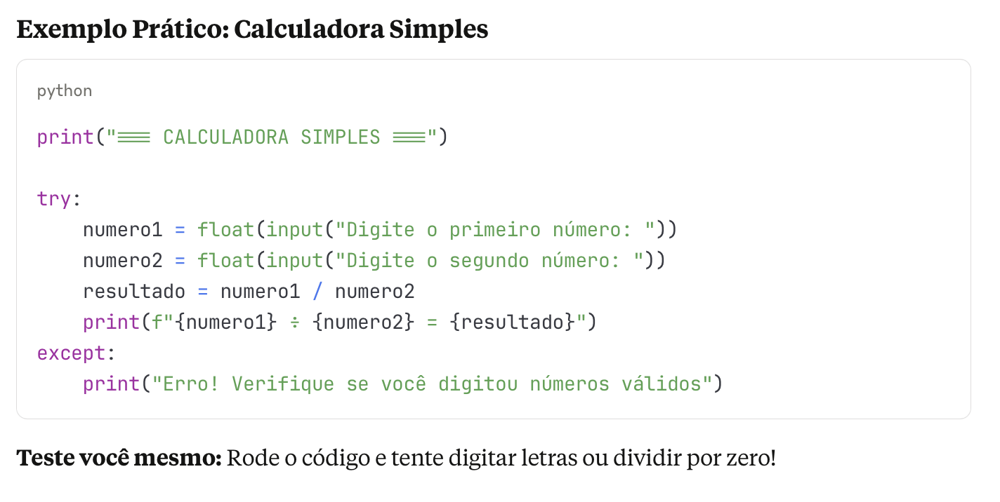 Exemplo Prático: Calculadora Simples
python
print("=== CALCULADORA SIMPLES ===")
try:
    numero1 = float(input("Digite o primeiro número: "))
    numero2 = float(input("Digite o segundo número: "))
    resultado = numero1 / numero2
    print(f"{numero1} ÷ {numero2} = {resultado}")
except:
    print("Erro! Verifique se você digitou números válidos")
Teste você mesmo: Rode o código e tente digitar letras ou dividir por zero!